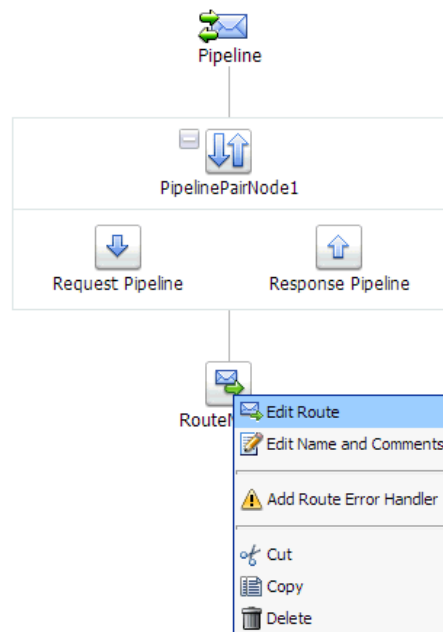 Pipeline
PipelinePairNode1
Request Pipeline
Response Pipeline
Edit Route
Edit Name and Comments
Add Route Error Handler
Cut
Copy
Delete